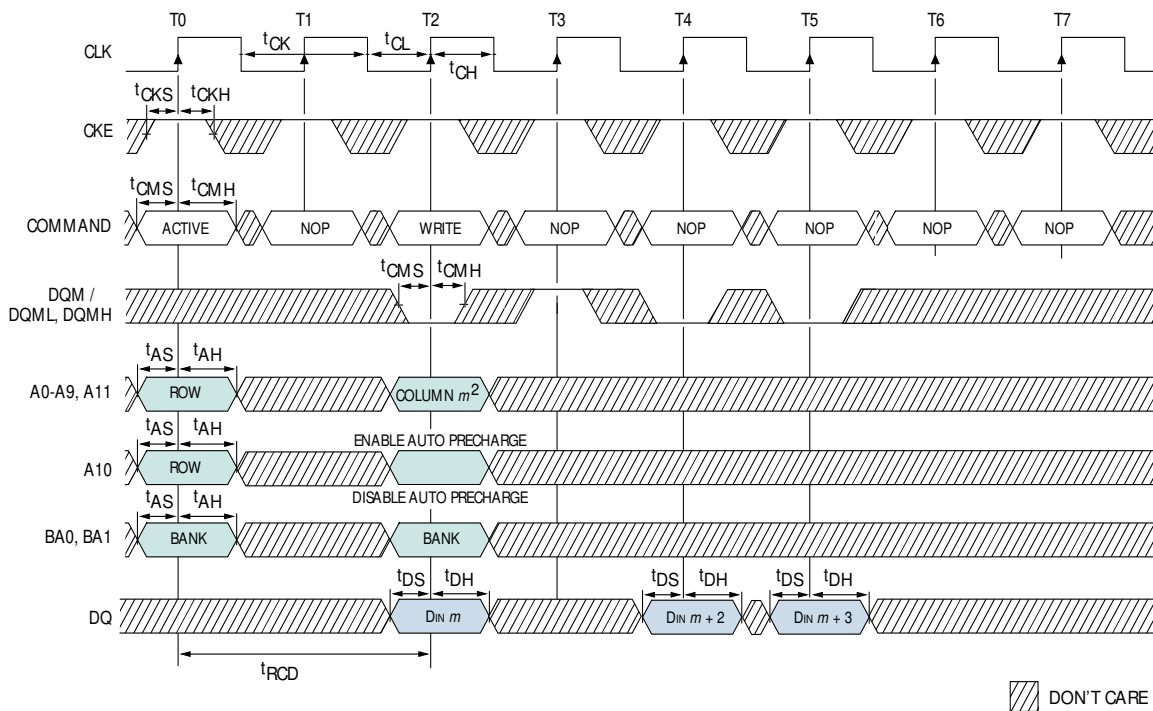 T0 T1 T2 T3 T4 T5 T6 T7
CLK
tCK tCL
tCH
tCKS tCKH
CKE
tCMS tCMH
COMMAND ACTIVE NOP WRITE NOP NOP NOP NOP NOP
tCMS tCMH
DQM /
DQML, DQMH
tAS tAH
A0-A9, A11 ROW COLUMN m2
tAS tAH ENABLE AUTO PRECHARGE
A10 ROW
tAS tAH DISABLE AUTO PRECHARGE
BA0, BA1 BANK BANK
tDS tDH tDS tDH tDS tDH
DQ DIN m DIN m + 2 DIN m + 3
tRCD
DON'T CARE